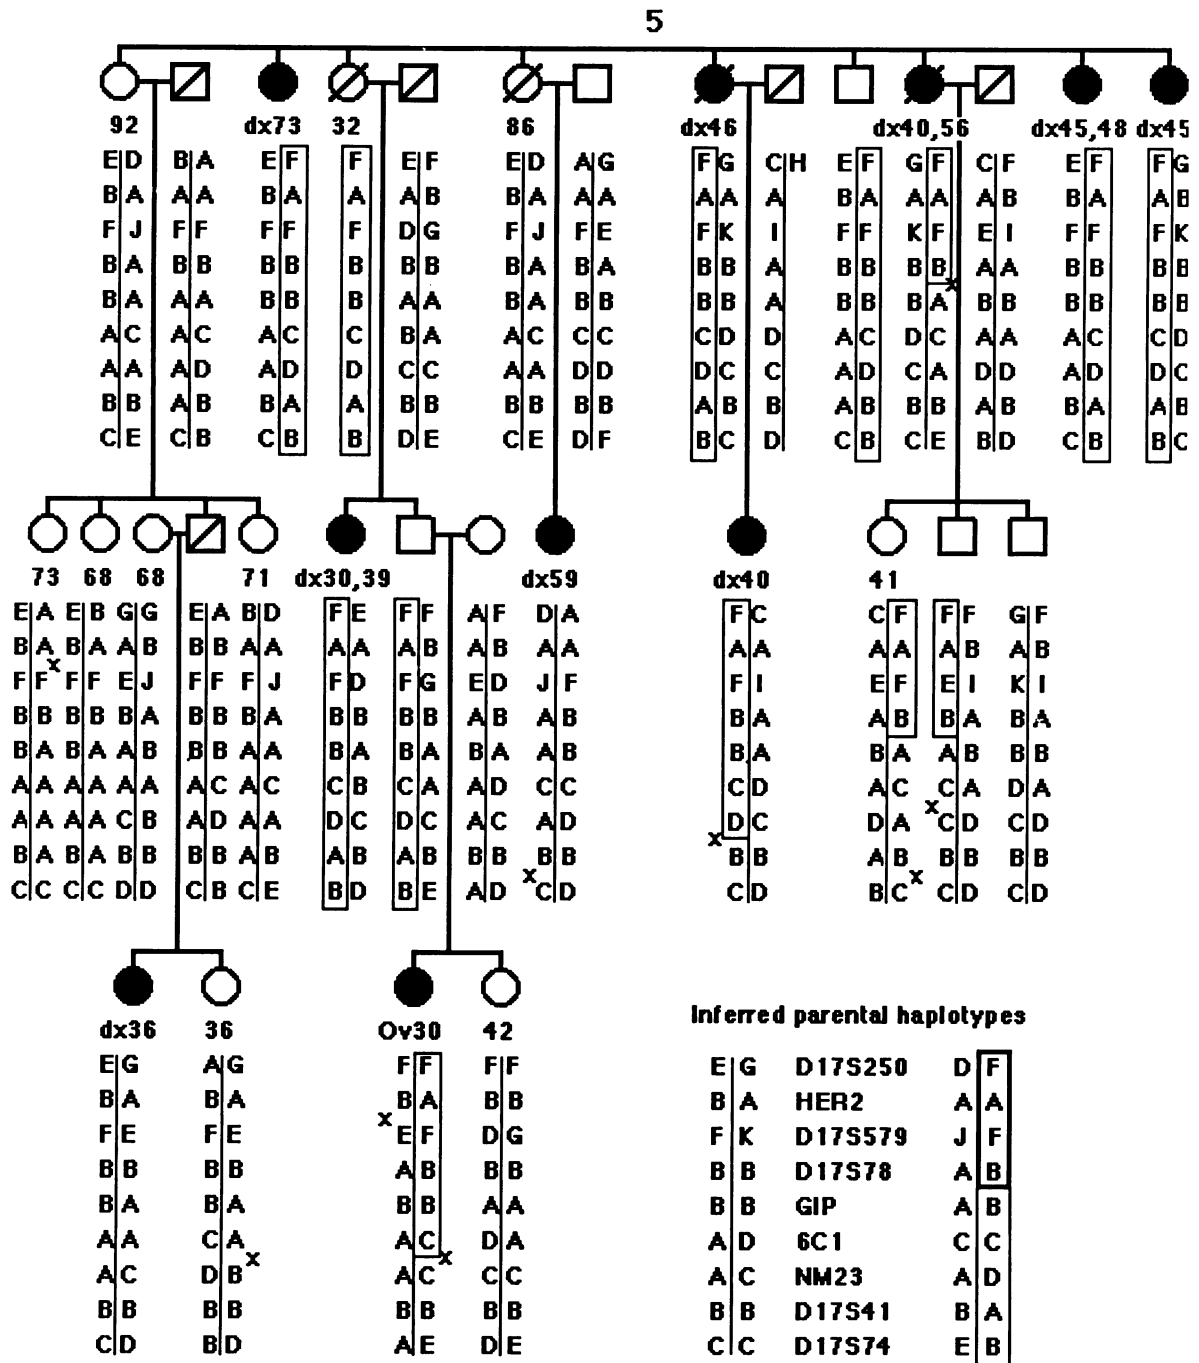 5
92 dx73 32 86 dx46 dx40,56 dx45,48 dx45
E D B A E F F E F E D A G F G C H E F G F C F E F F G
B A A A B A A A B B A A A A A A B A A A A B B A A B
F J F F F F F D G F J F E F K I F F K F E I F F F K
B A B B B B B B B B A B A B B A B B B B A A B B B B
B A A A B B B A A B A B B B B A B B B A B B B B B B
A C A C A C C B A A C C C C D D A C D C A A A C C D
A A A D A D D C C A A D D D C C A D C A D D A D D C
B B A B B A A B B B B B B A B B A B B B B B B A A B
C E C B C B B D E C E D F B C D C B C E B D C B B C
x
73 68 68 71 dx30,39 dx59 dx40 41
E A E B G G E A B D F E F F A F D A F C C F F F G F
B A B A A B B B A A A A A B B A A A A A A A A B A B
x
F F F F E J F F F J F D F G E D J F F I E F E I K I
B B B B B A B B B A B B B B A B A B B A A B B A B A
B A B A A B B B A A B A B A B B A B B A B A A B B B
A A A A A A A C A C C B C A A D C C C D A C C A D A
x
A A A A C B A D A A D C D C A C A D D C D A C D C D
x
B A B A B B B B A B A B A B B B B B B B A B B B B B
x x
C C C C D D C B C E B D B E A D C D C D B C C D C D
dx36 36 Ov30 42
E G A G F F F F
B A B A B A B B
x
F E F E E F D G
B B B B A B B B
B A B A B B A A
A A C A A C D A
x x
A C D B A C C C
B B B B B B B B
C D B D A E D E
Inferred parental haplotypes
E G D17S250 D F
B A HER2 A A
F K D17S579 J F
B B D17S78 A B
B B GIP A B
A D 6C1 C C
A C NM23 A D
B B D17S41 B A
C C D17S74 E B